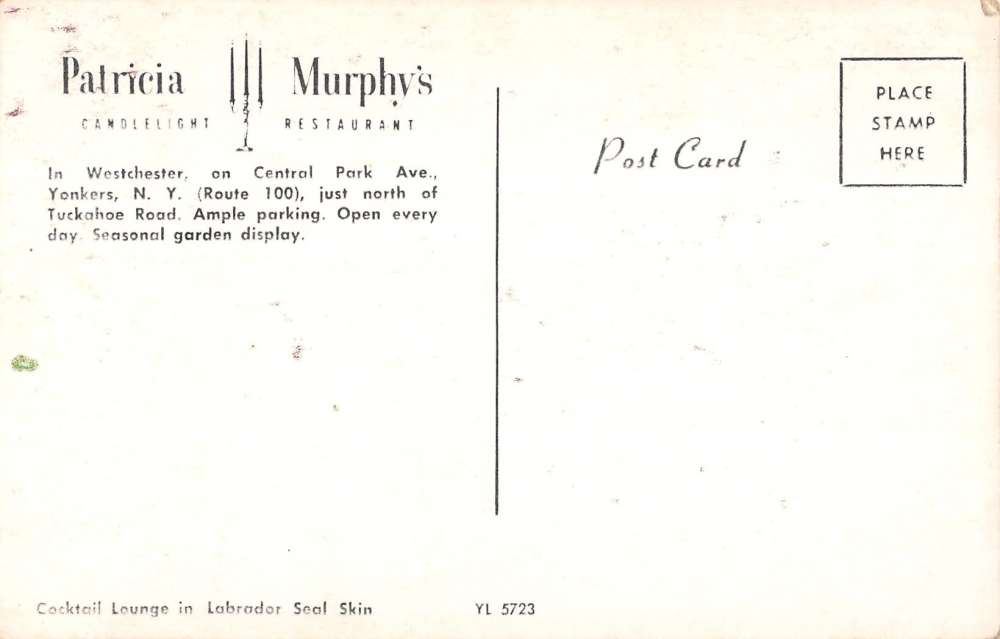 Patricia Murphy's
CANDLELIGHT RESTAURANT
In Westchester, on Central Park Ave.,
Yonkers, N. Y. (Route 100), just north of
Tuckahoe Road. Ample parking. Open every
day. Seasonal garden display.
Post Card
PLACE
STAMP
HERE
Cocktail Lounge in Labrador Seal Skin
YL 5723